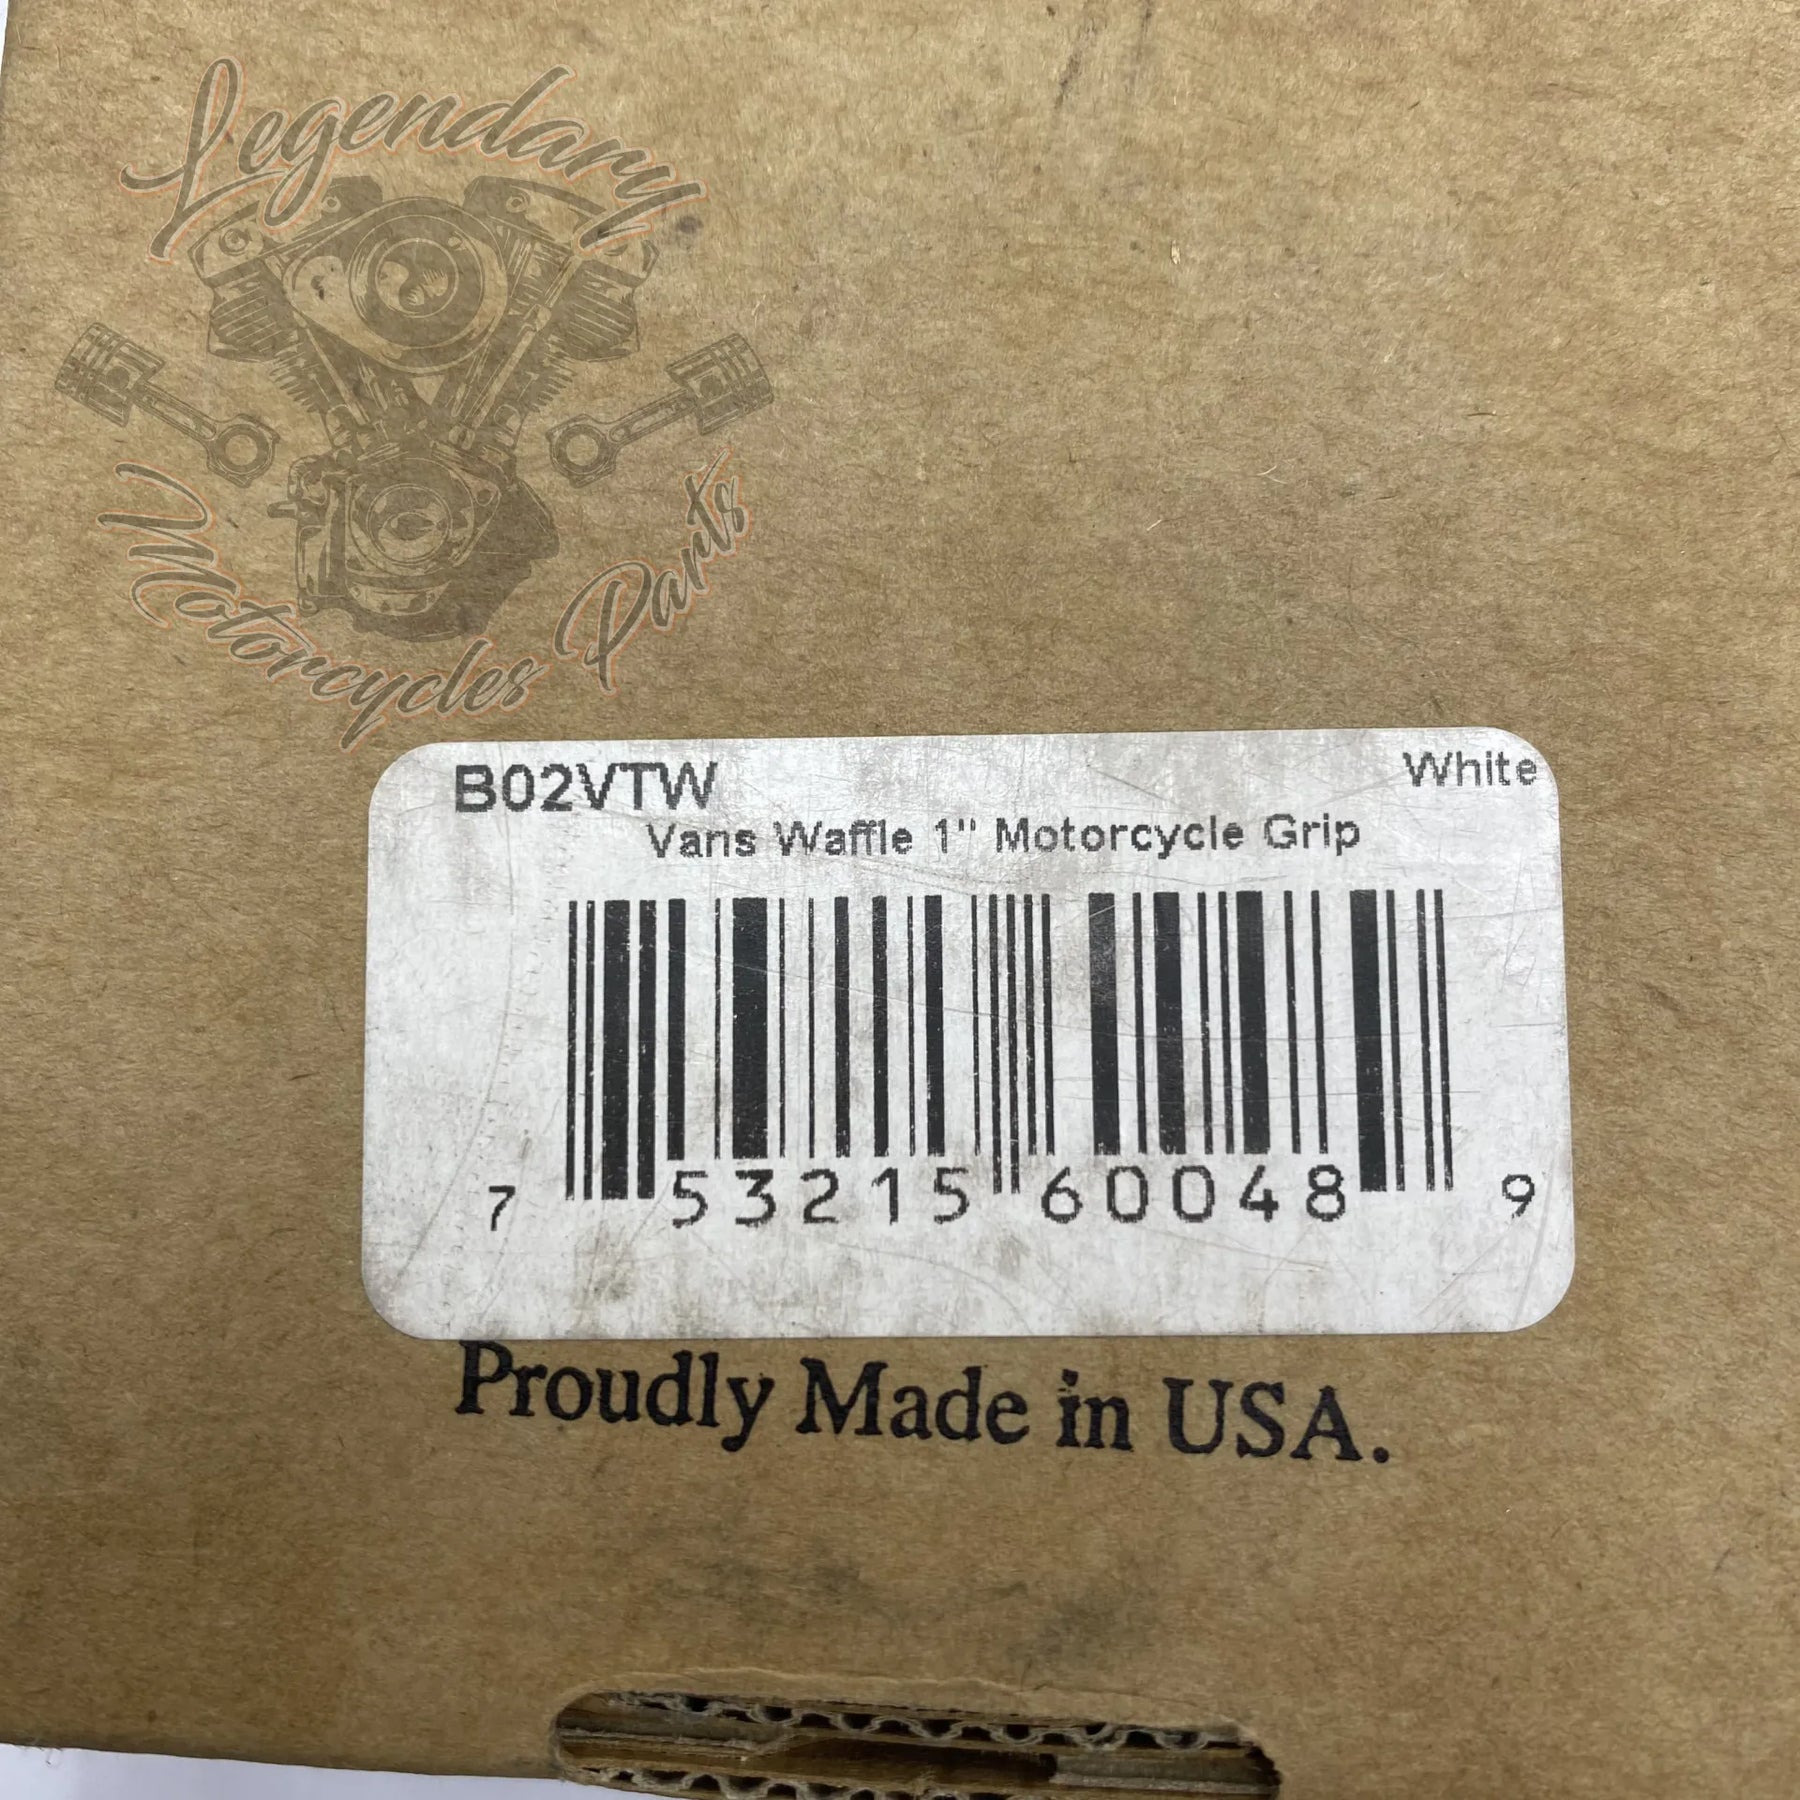 Legendary
Motorcycles Parts
B02VTW
White
Vans Waffle 1" Motorcycle Grip
7 53215 60048 9
Proudly Made in USA.